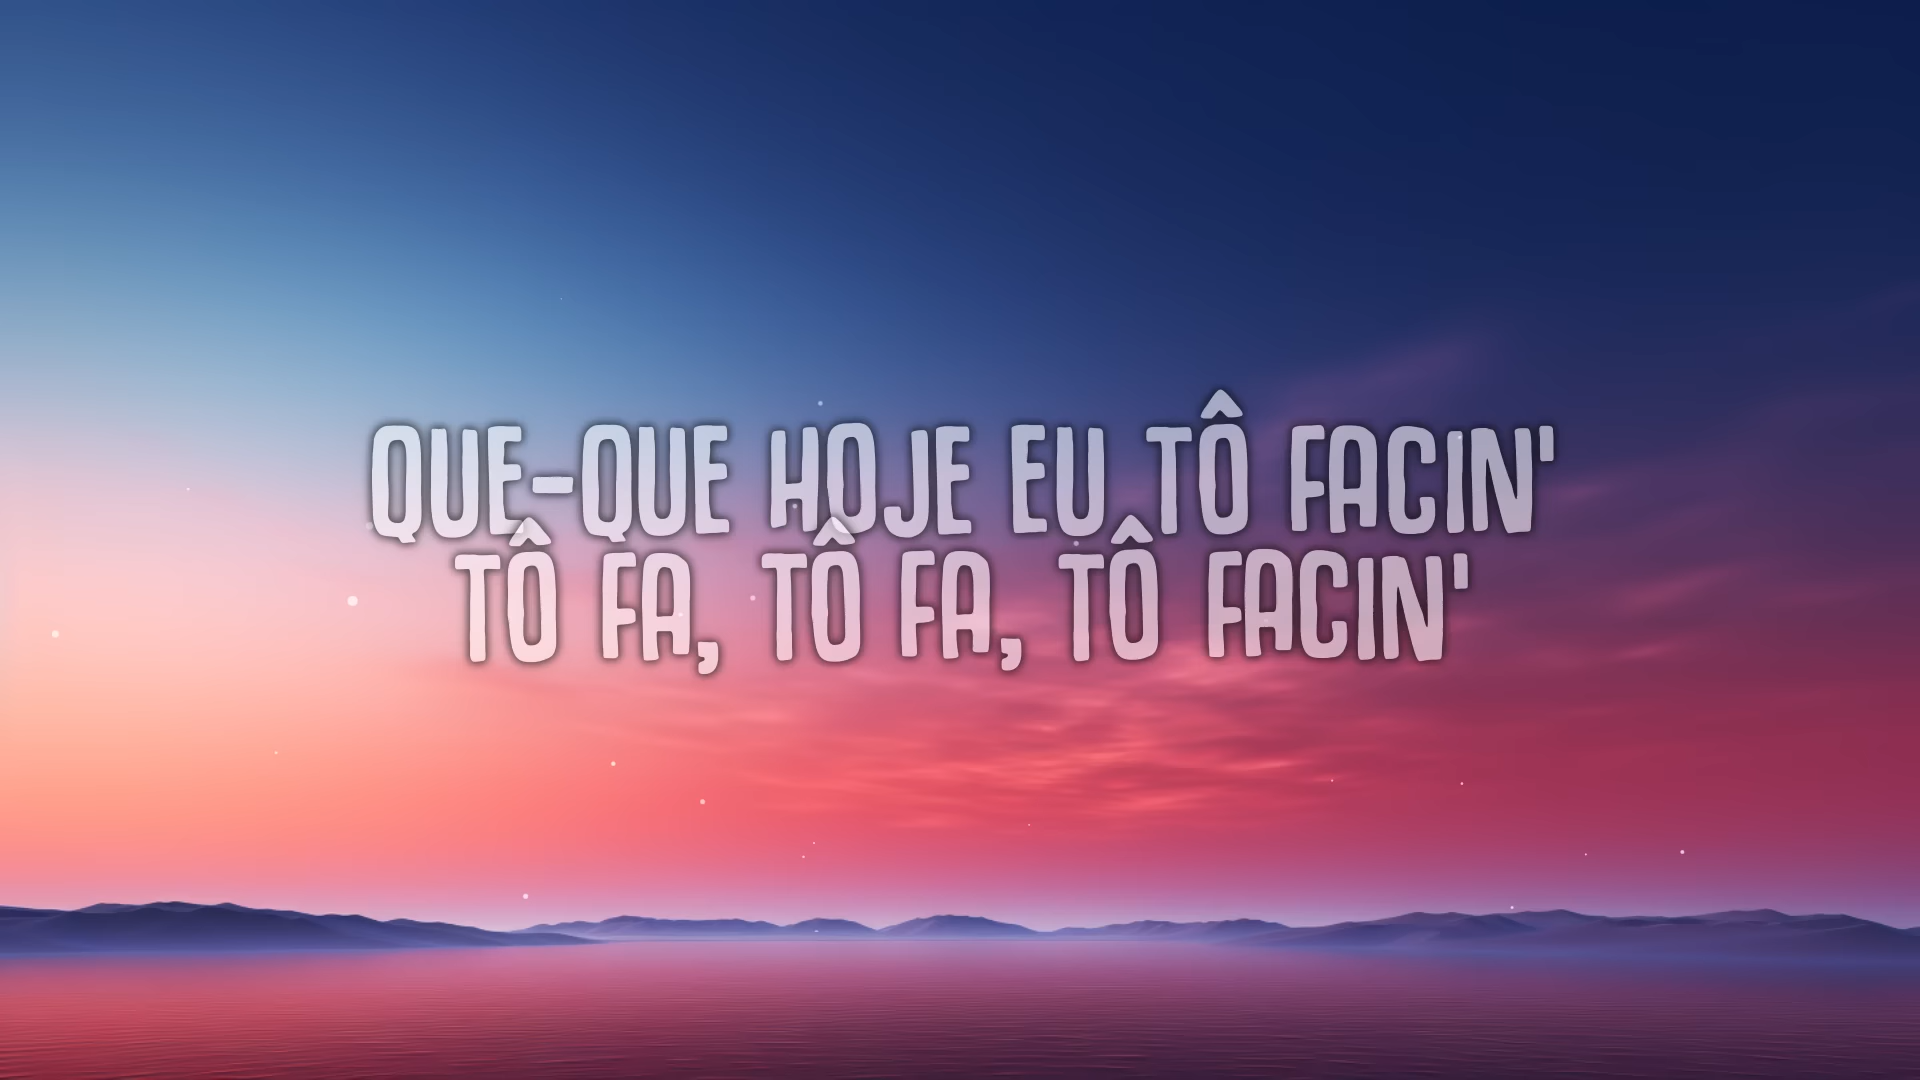 QUE-QUE HOJE EU TÔ FACIN'
TÔ FA, TÔ FA, TÔ FACIN'